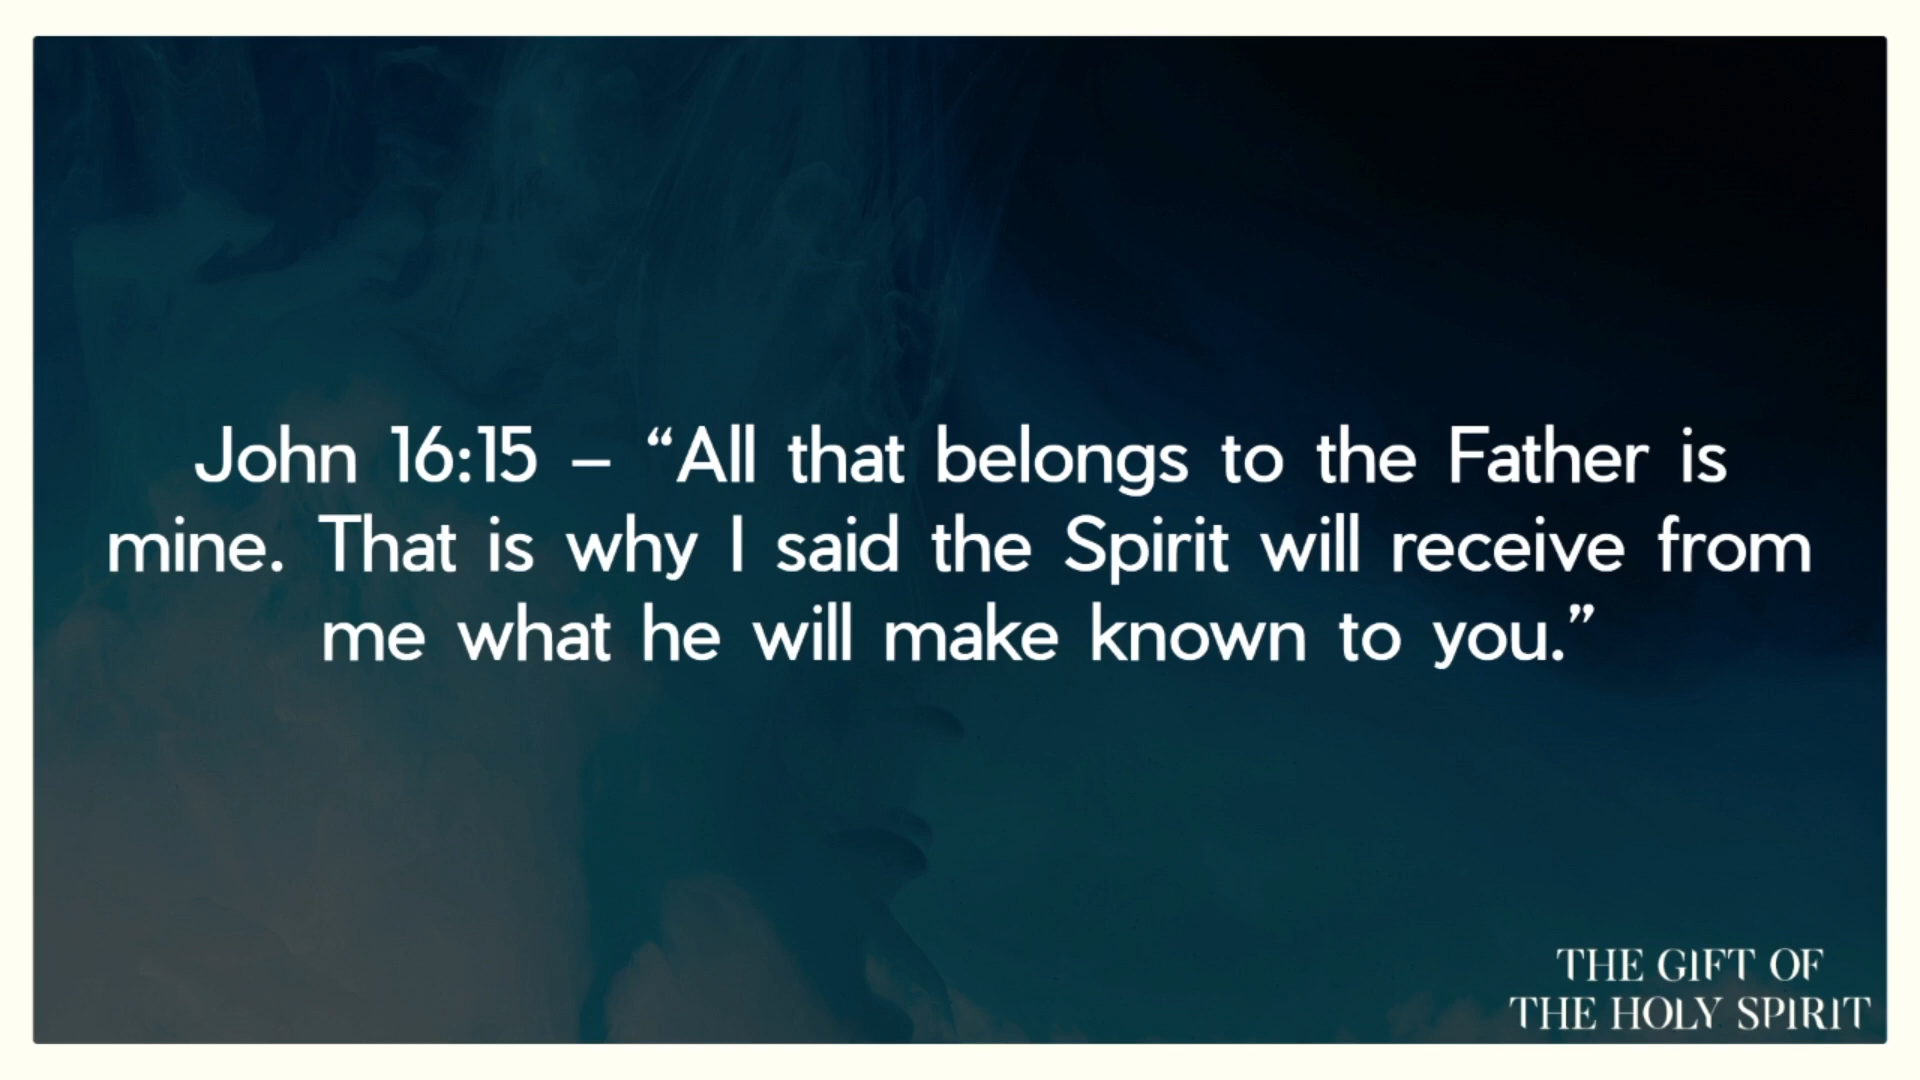 John 16:15 – “All that belongs to the Father is
mine. That is why I said the Spirit will receive from
me what he will make known to you.”
THE GIFT OF
THE HOLY SPIRIT